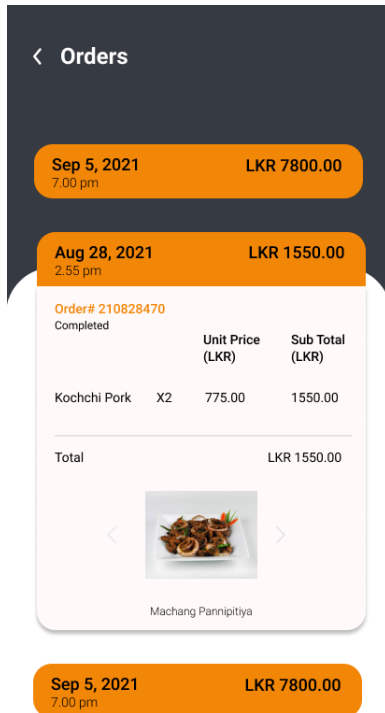 Orders
Sep 5, 2021 LKR 7800.00
7.00 pm
Aug 28, 2021 LKR 1550.00
2.55 pm
Order# 210828470
Completed
Unit Price Sub Total
(LKR) (LKR)
Kochchi Pork X2 775.00 1550.00
Total LKR 1550.00
Machang Pannipitiya
Sep 5, 2021 LKR 7800.00
7.00 pm